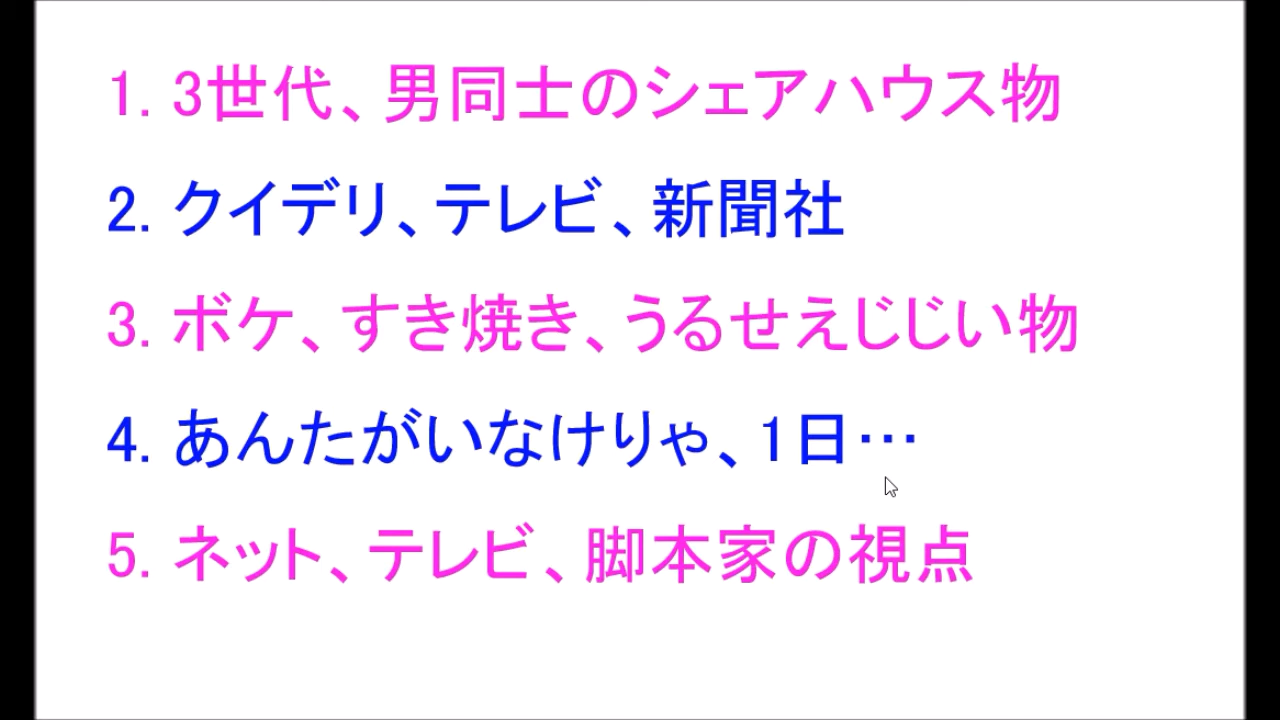 1. 3世代、男同士のシェアハウス物
2. クイデリ、テレビ、新聞社
3. ボケ、すき焼き、うるせえじじい物
4. あんたがいなけりゃ、1日…
5. ネット、テレビ、脚本家の視点